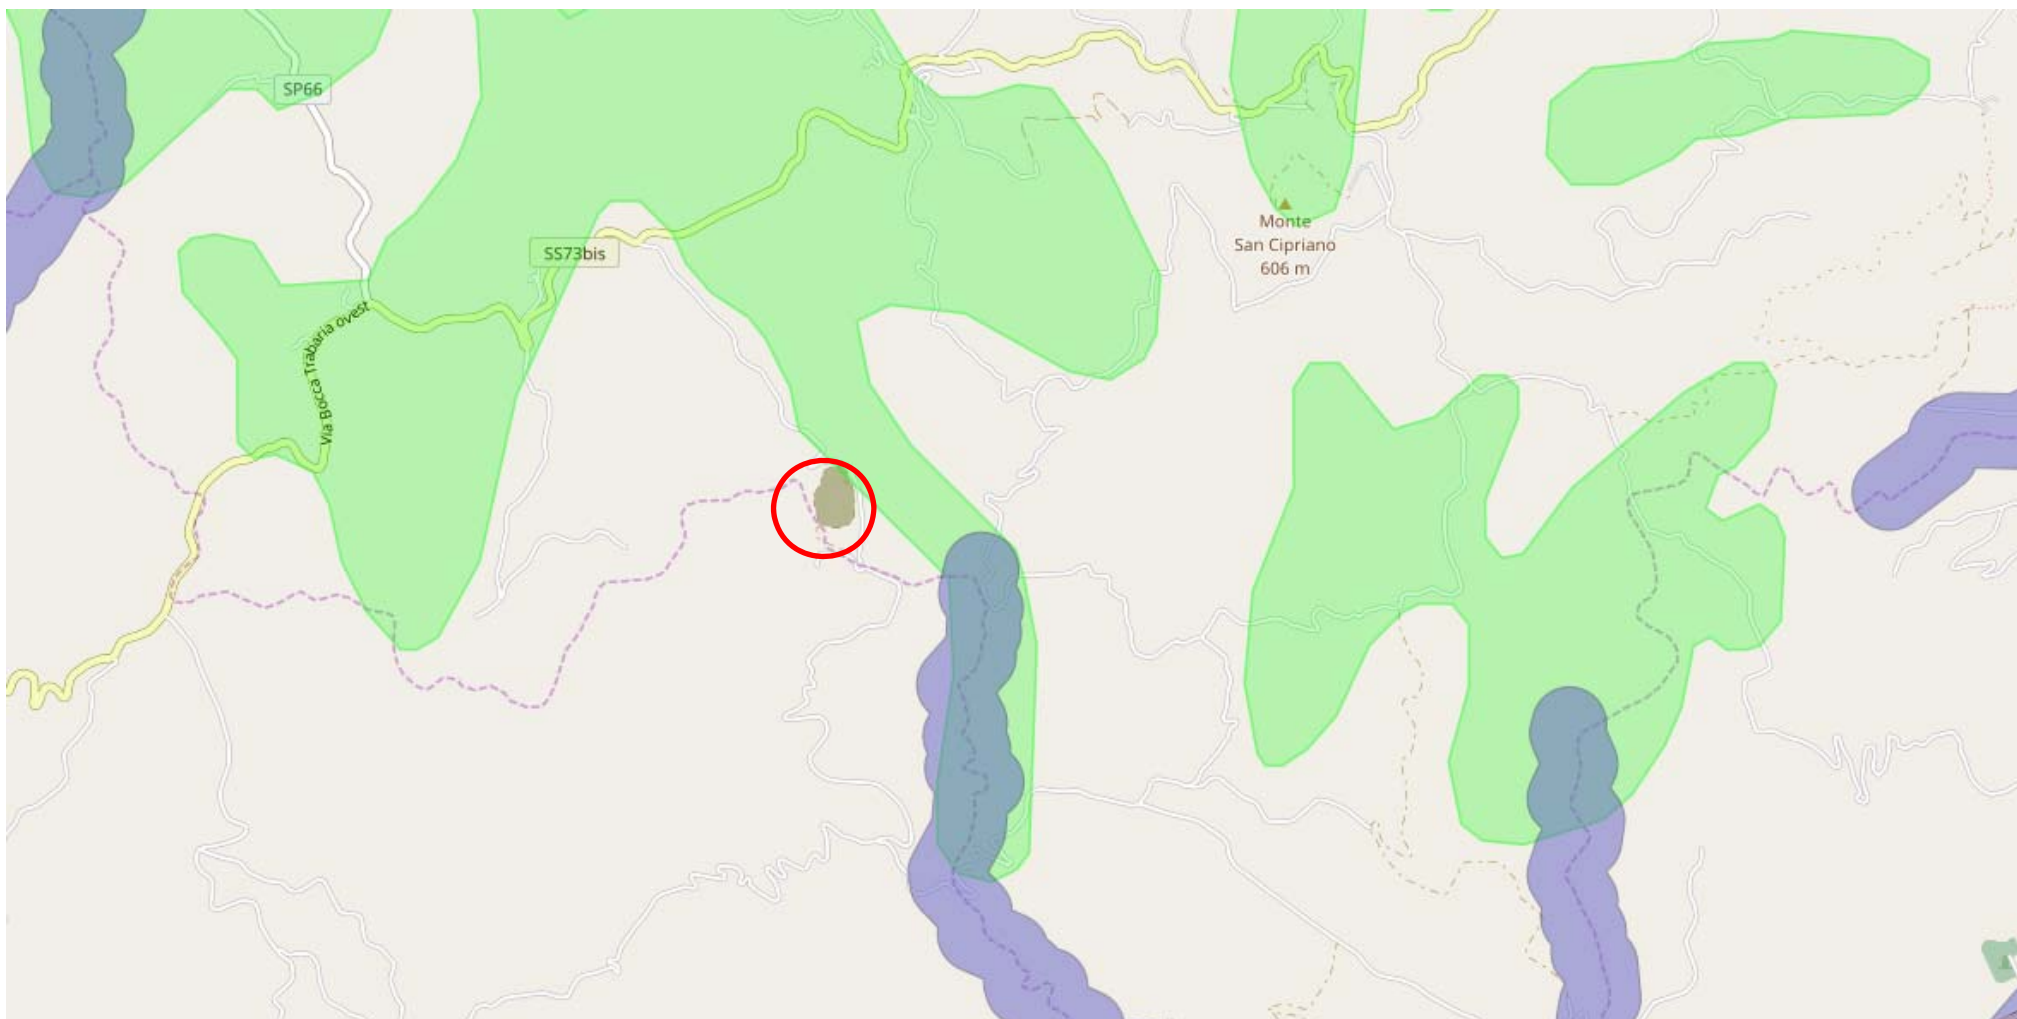 SP66
Monte
San Cipriano
606 m
SS73bis
Via Bocca Trabaria ovest